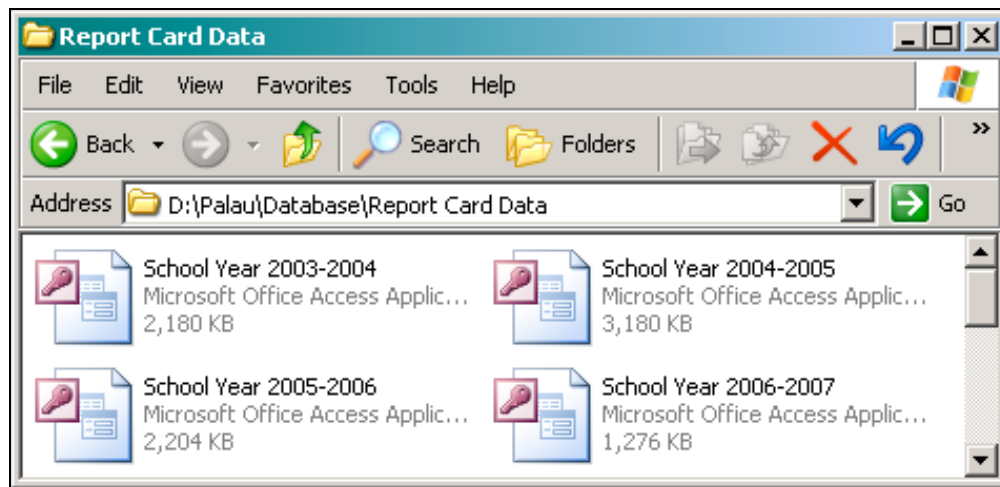 Report Card Data
File Edit View Favorites Tools Help
Back Search Folders »
Address D:\Palau\Database\Report Card Data Go
School Year 2003-2004
Microsoft Office Access Applic...
2,180 KB
School Year 2004-2005
Microsoft Office Access Applic...
3,180 KB
School Year 2005-2006
Microsoft Office Access Applic...
2,204 KB
School Year 2006-2007
Microsoft Office Access Applic...
1,276 KB